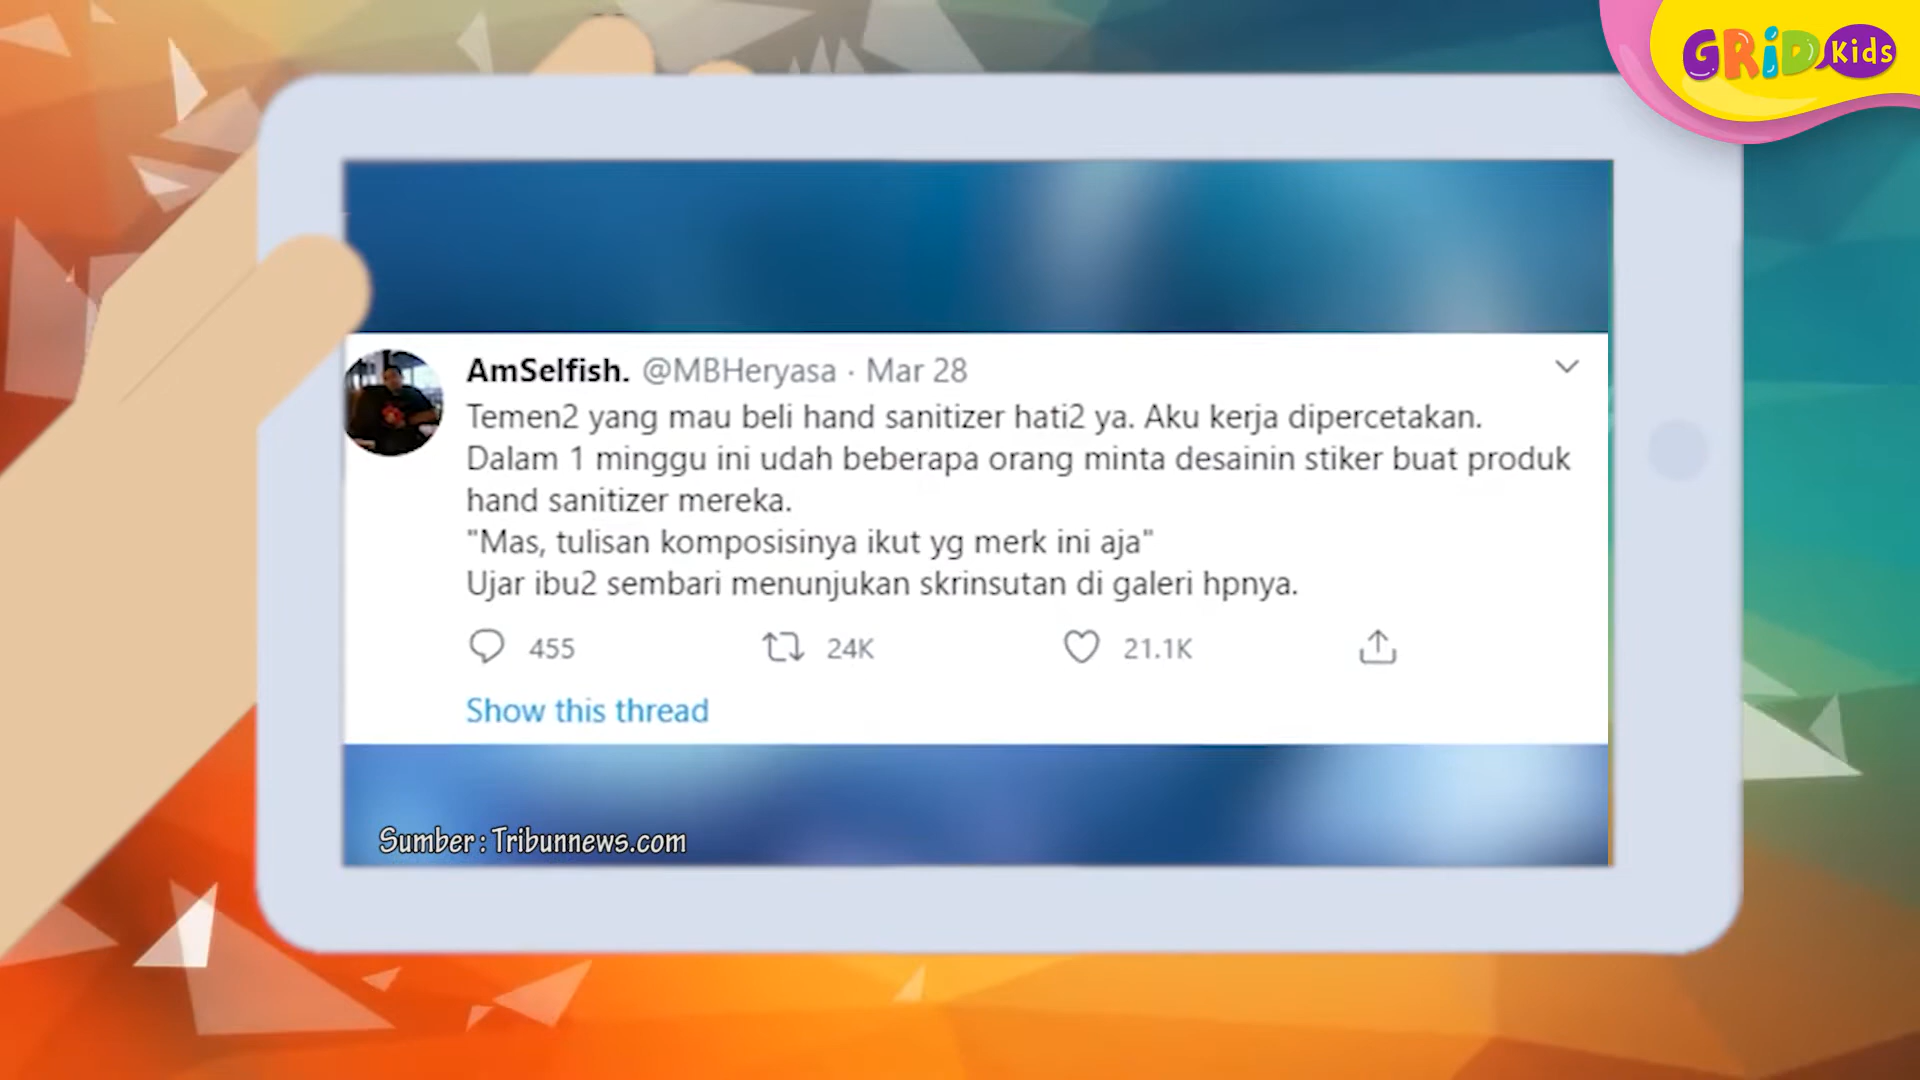 GRID Kids
AmSelfish. @MBHeryasa · Mar 28
Temen2 yang mau beli hand sanitizer hati2 ya. Aku kerja dipercetakan.
Dalam 1 minggu ini udah beberapa orang minta desainin stiker buat produk
hand sanitizer mereka.
"Mas, tulisan komposisinya ikut yg merk ini aja"
Ujar ibu2 sembari menunjukan skrinsutan di galeri hpnya.
455 24K 21.1K
Show this thread
Sumber : Tribunnews.com